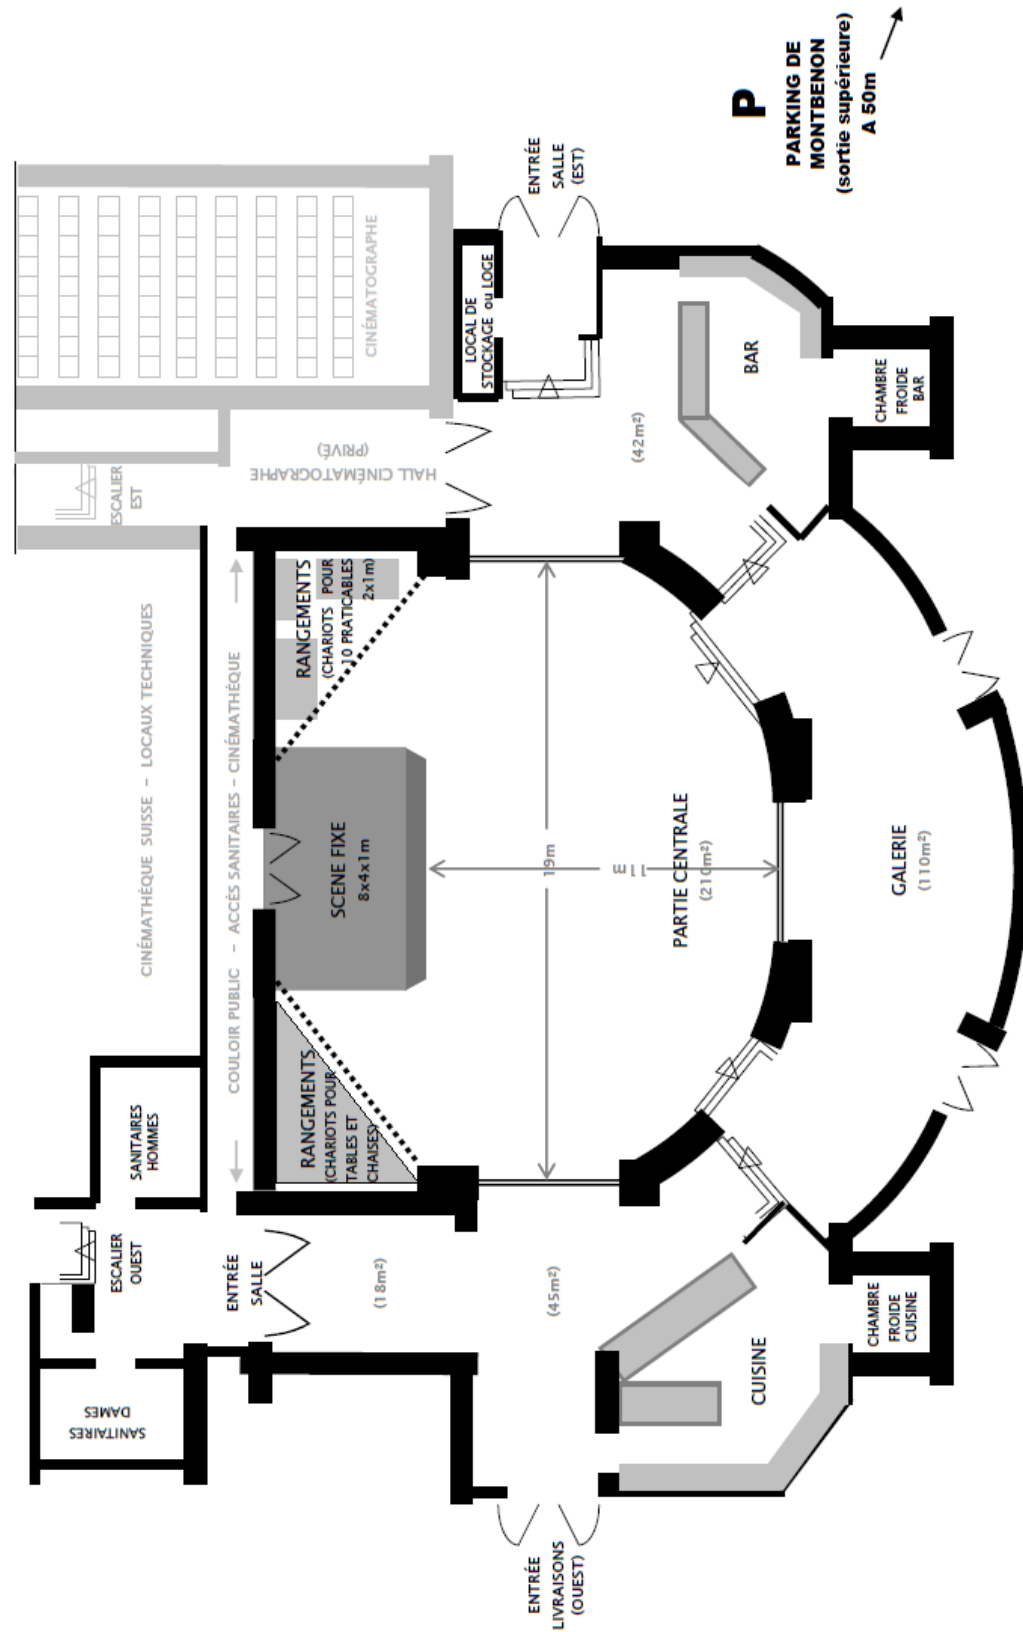 SANITAIRES
DAMES
ESCALIER
OUEST
SANITAIRES
HOMMES
CINÉMATHÈQUE SUISSE - LOCAUX TECHNIQUES
ESCALIER
EST
HALL CINÉMATOGRAPHE
(PRIVÉ)
CINÉMATOGRAPHE
COULOIR PUBLIC - ACCÈS SANITAIRES - CINÉMATHÈQUE
ENTRÉE
SALLE
(18m²)
RANGEMENTS
(CHARIOTS POUR
TABLES ET
CHAISES)
SCENE FIXE
8x4x1m
RANGEMENTS
(CHARIOTS POUR
10 PRATICABLES
2x1m)
LOCAL DE
STOCKAGE ou LOGE
ENTRÉE
SALLE
(EST)
ENTRÉE
LIVRAISONS
(OUEST)
(45m²)
19m
11m
PARTIE CENTRALE
(210m²)
(42m²)
BAR
CUISINE
CHAMBRE
FROIDE
CUISINE
GALERIE
(110m²)
CHAMBRE
FROIDE
BAR
P
PARKING DE
MONTBENON
(sortie supérieure)
A 50m